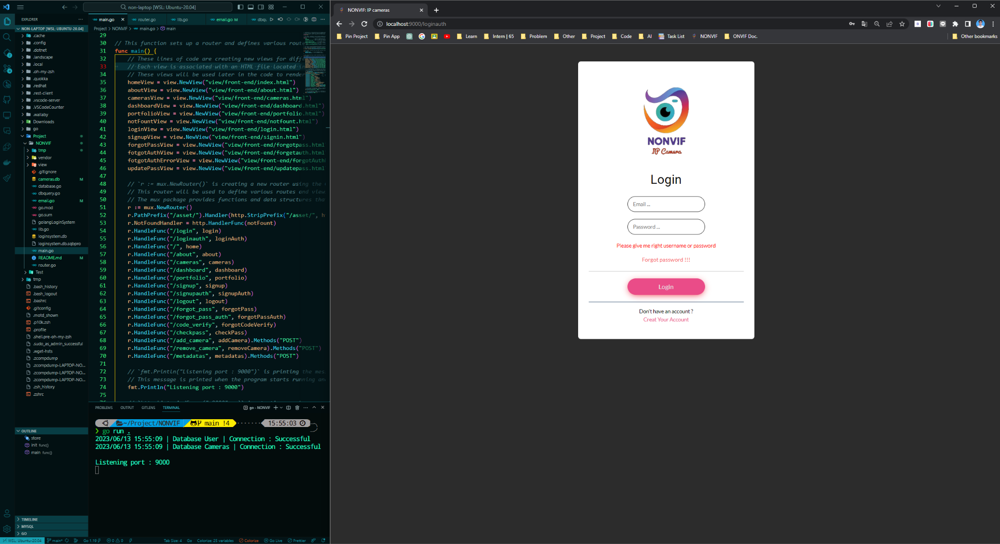 non-laptop [WSL: Ubuntu-20.04]
EXPLORER
NON-LAPTOP [WSL: UBUNTU-20.04]
.cache
.config
.dotnet
.landscape
.local
.oh-my-zsh
.quokka
.redhat
.rest-client
.vscode-server
.VSCodeCounter
.wallaby
Downloads
go
Project
NONVIF
tmp
vendor
view
.gitignore
cameras.db M
database.go
dbquery.go
email.go M
go.mod
go.sum
golangLoginSystem
lib.go
loginsystem.db
loginsystem.db.sqbpro
main.go
README.md M
router.go
Test
tmp
.bash_history
.bash_logout
.bashrc
.gitconfig
.motd_shown
.p10k.zsh
.profile
.shell.pre-oh-my-zsh
.sudo_as_admin_successful
.wget-hsts
.zcompdump
.zcompdump-LAPTOP-NO...
.zcompdump-LAPTOP-NO...
.zcompdump-LAPTOP-NO...
.zsh_history
.zshrc
OUTLINE
store
init func()
main func()
TIMELINE
MYSQL
GO
main.go router.go lib.go email.go M dbqu
Project > NONVIF > main.go > main
29
30 // This function sets up a router and defines various rout
31 func main() {
32 // These lines of code are creating new views for diff
33 // Each view is associated with an HTML file located i
34 // These views will be used later in the code to rende
35 homeView = view.NewView("view/front-end/index.html")
36 aboutView = view.NewView("view/front-end/about.html")
37 camerasView = view.NewView("view/front-end/cameras.html")
38 dashboardView = view.NewView("view/front-end/dashboard.html")
39 portfolioView = view.NewView("view/front-end/portfolio.html")
40 notFountView = view.NewView("view/front-end/notfount.html")
41 loginView = view.NewView("view/front-end/login.html")
42 signupView = view.NewView("view/front-end/signin.html")
43 forgotPassView = view.NewView("view/front-end/forgotpass.html
44 fotgotAuthView = view.NewView("view/front-end/forgetauth.html
45 fotgotAuthErrorView = view.NewView("view/front-end/forgotAuth
46 updatePassView = view.NewView("view/front-end/updatepass.html
47
48 // `r := mux.NewRouter()` is creating a new router using the
49 // This router will be used to define various routes and view
50 // The mux package provides functions and data structures tha
51 r := mux.NewRouter()
52 r.PathPrefix("/asset/").Handler(http.StripPrefix("/asset/", h
53 r.NotFoundHandler = http.HandlerFunc(notFount)
54 r.HandleFunc("/login", login)
55 r.HandleFunc("/loginauth", loginAuth)
56 r.HandleFunc("/", home)
57 r.HandleFunc("/about", about)
58 r.HandleFunc("/cameras", cameras)
59 r.HandleFunc("/dashboard", dashboard)
60 r.HandleFunc("/portfolio", portfolio)
61 r.HandleFunc("/signup", signup)
62 r.HandleFunc("/signupauth", signupAuth)
63 r.HandleFunc("/logout", logout)
64 r.HandleFunc("/forgot_pass", forgotPass)
65 r.HandleFunc("/forgot_pass_auth", forgotPassAuth)
66 r.HandleFunc("/code_verify", forgotCodeVerify)
67 r.HandleFunc("/checkpass", checkPass)
68 r.HandleFunc("/add_camera", addCamera).Methods("POST")
69 r.HandleFunc("/remove_camera", removeCamera).Methods("POST")
70 r.HandleFunc("/metadatas", metadatas).Methods("POST")
71
72 // `fmt.Println("Listening port : 9000")` is printing the mes
73 // This message is printed when the program starts running an
74 fmt.Println("Listening port : 9000")
75
PROBLEMS OUTPUT GITLENS TERMINAL go - NONVIF
~/Project/NONVIF main !4 15:55:03
❯ go run .
2023/06/13 15:55:09 | Database User | Connection : Successful
2023/06/13 15:55:09 | Database Cameras | Connection : Successful
Listening port : 9000
WSL: Ubuntu-20.04 main* Go 1.19 0 0 Tab Size: 4 Go Colorize: 25 variables Colorize Go Live Prettier
NONVIF: IP cameras
localhost:9000/loginauth
Pin Project Pin App Learn Intern | 65 Problem Other Project Code AI Task List NONVIF ONVIF Doc. Other bookmarks
NONVIF
IP Camera
Login
Email ...
Password ...
Please give me right username or password
Forgot password !!!
Login
Don't have an account ?
Creat Your Account